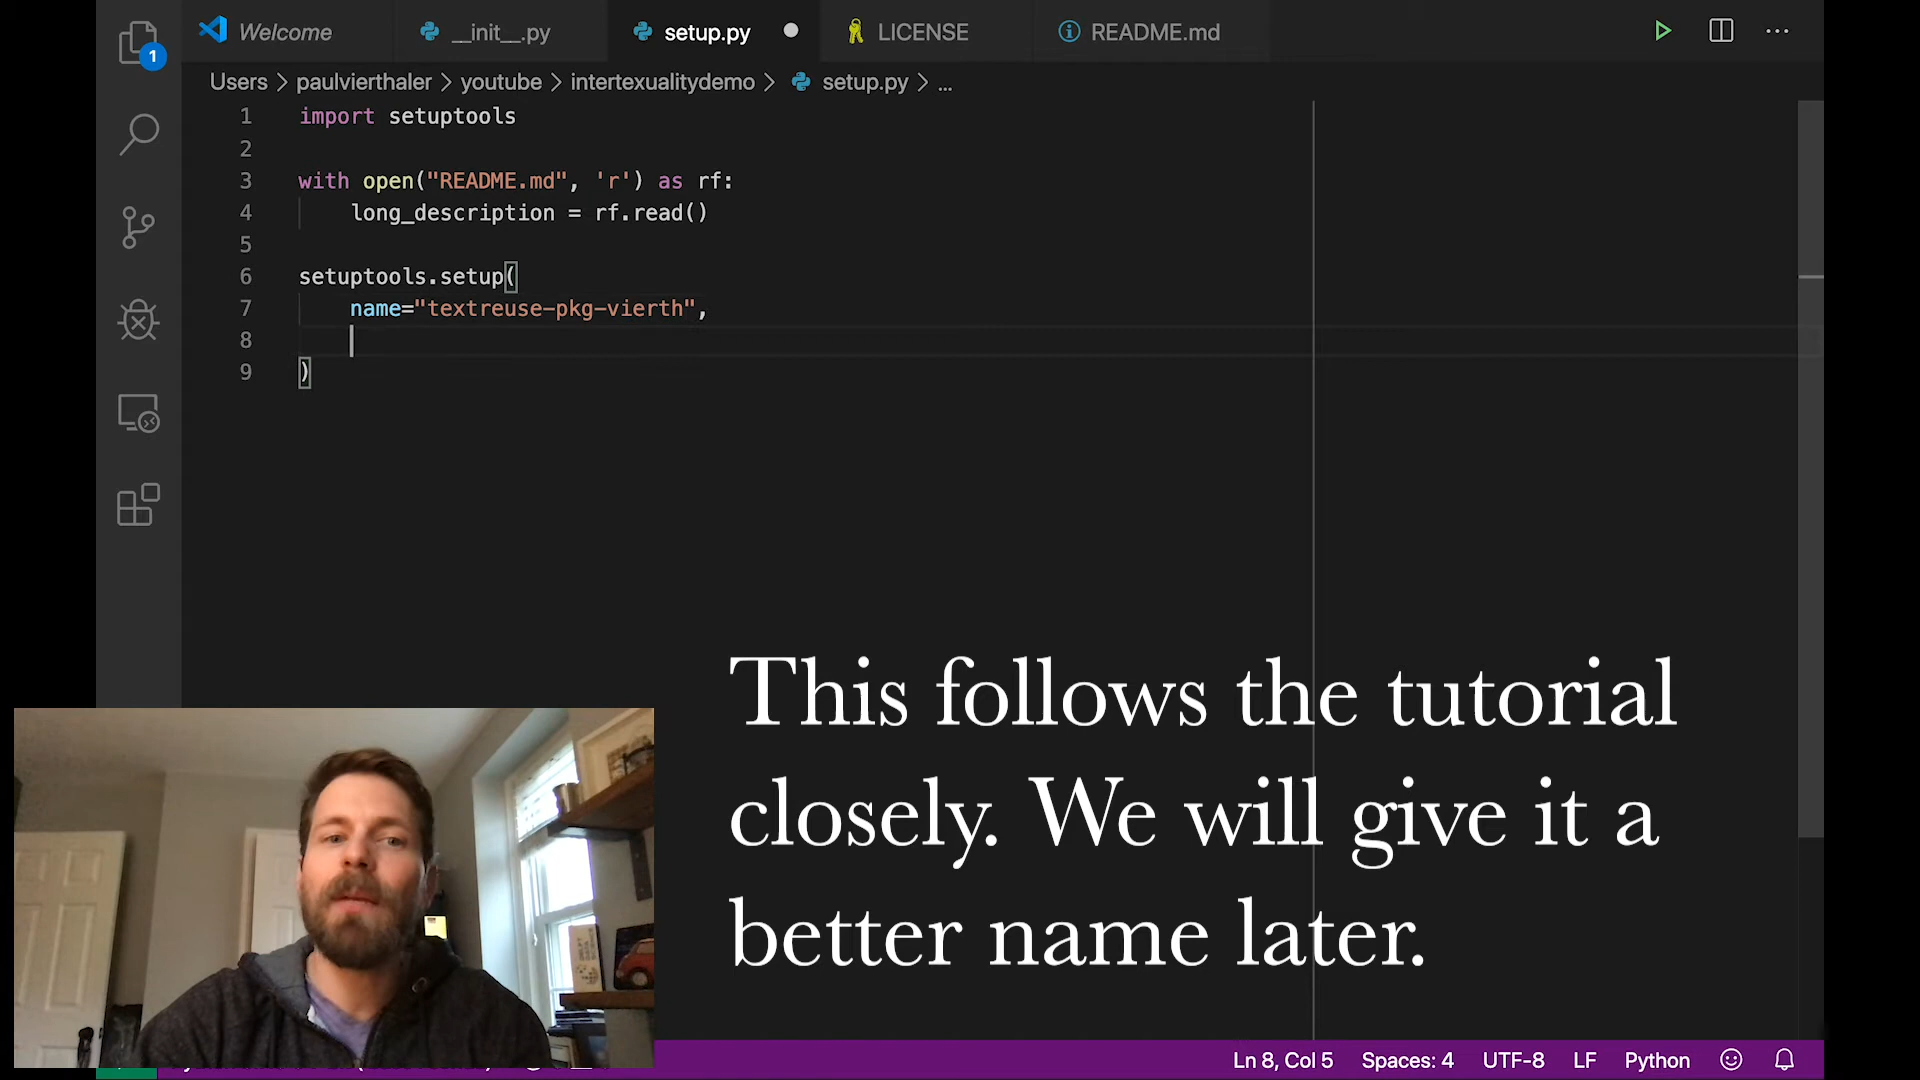 1
Welcome
__init__.py
setup.py
LICENSE
README.md
Users > paulvierthaler > youtube > intertexualitydemo > setup.py > ...
1 import setuptools
2
3 with open("README.md", 'r') as rf:
4 long_description = rf.read()
5
6 setuptools.setup(
7 name="textreuse-pkg-vierth",
8
9 )
This follows the tutorial
closely. We will give it a
better name later.
Ln 8, Col 5 Spaces: 4 UTF-8 LF Python